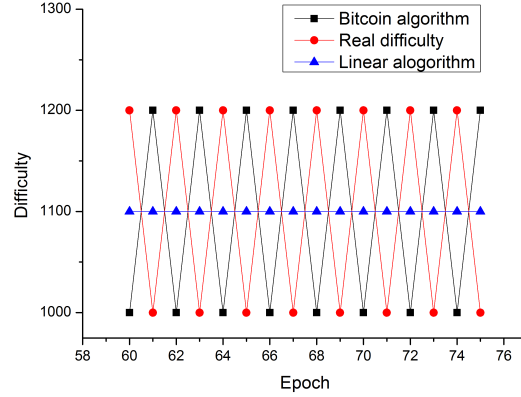 1300
Bitcoin algorithm
Real difficulty
Linear alogorithm
1200
Difficulty
1100
1000
58 60 62 64 66 68 70 72 74 76
Epoch